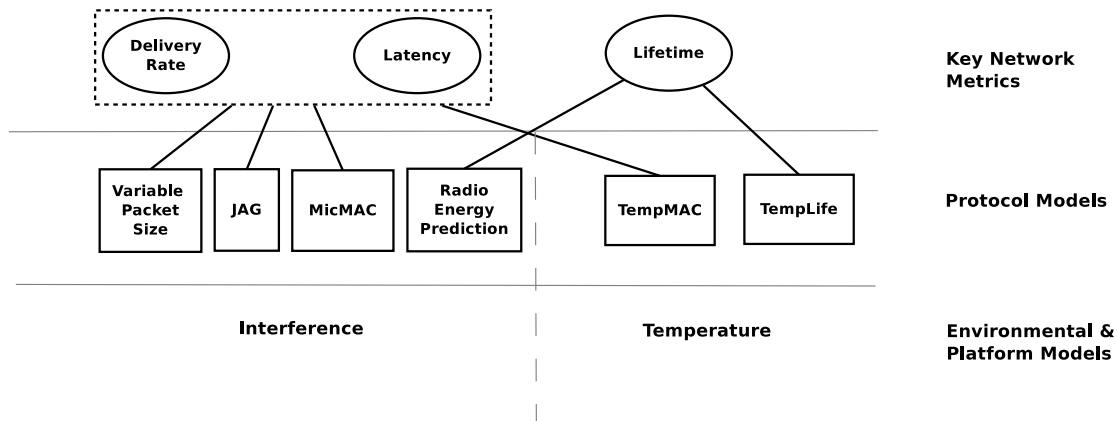 Delivery
Rate
Latency
Lifetime
Key Network
Metrics
Variable
Packet
Size
JAG
MicMAC
Radio
Energy
Prediction
TempMAC
TempLife
Protocol Models
Interference
Temperature
Environmental &
Platform Models